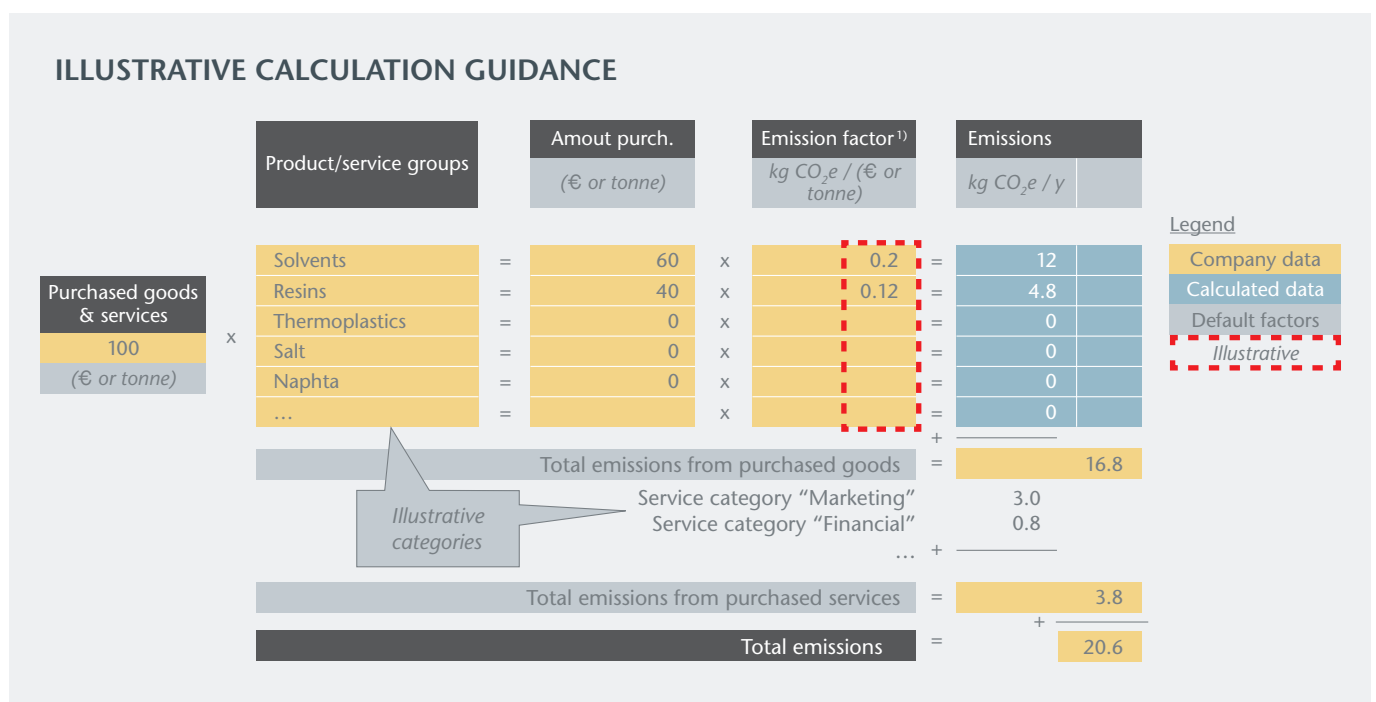 ILLUSTRATIVE CALCULATION GUIDANCE
Product/service groups
Amout purch.
(€ or tonne)
Emission factor 1)
kg CO₂e / (€ or
tonne)
Emissions
kg CO₂e / y
Purchased goods
& services
100
(€ or tonne)
x
Solvents = 60 x 0.2 = 12
Resins = 40 x 0.12 = 4.8
Thermoplastics = 0 x = 0
Salt = 0 x = 0
Naphta = 0 x = 0
... = x = 0
+
Total emissions from purchased goods = 16.8
Illustrative
categories
Service category “Marketing” 3.0
Service category “Financial” 0.8
... +
Total emissions from purchased services = 3.8
+
Total emissions = 20.6
Legend
Company data
Calculated data
Default factors
Illustrative